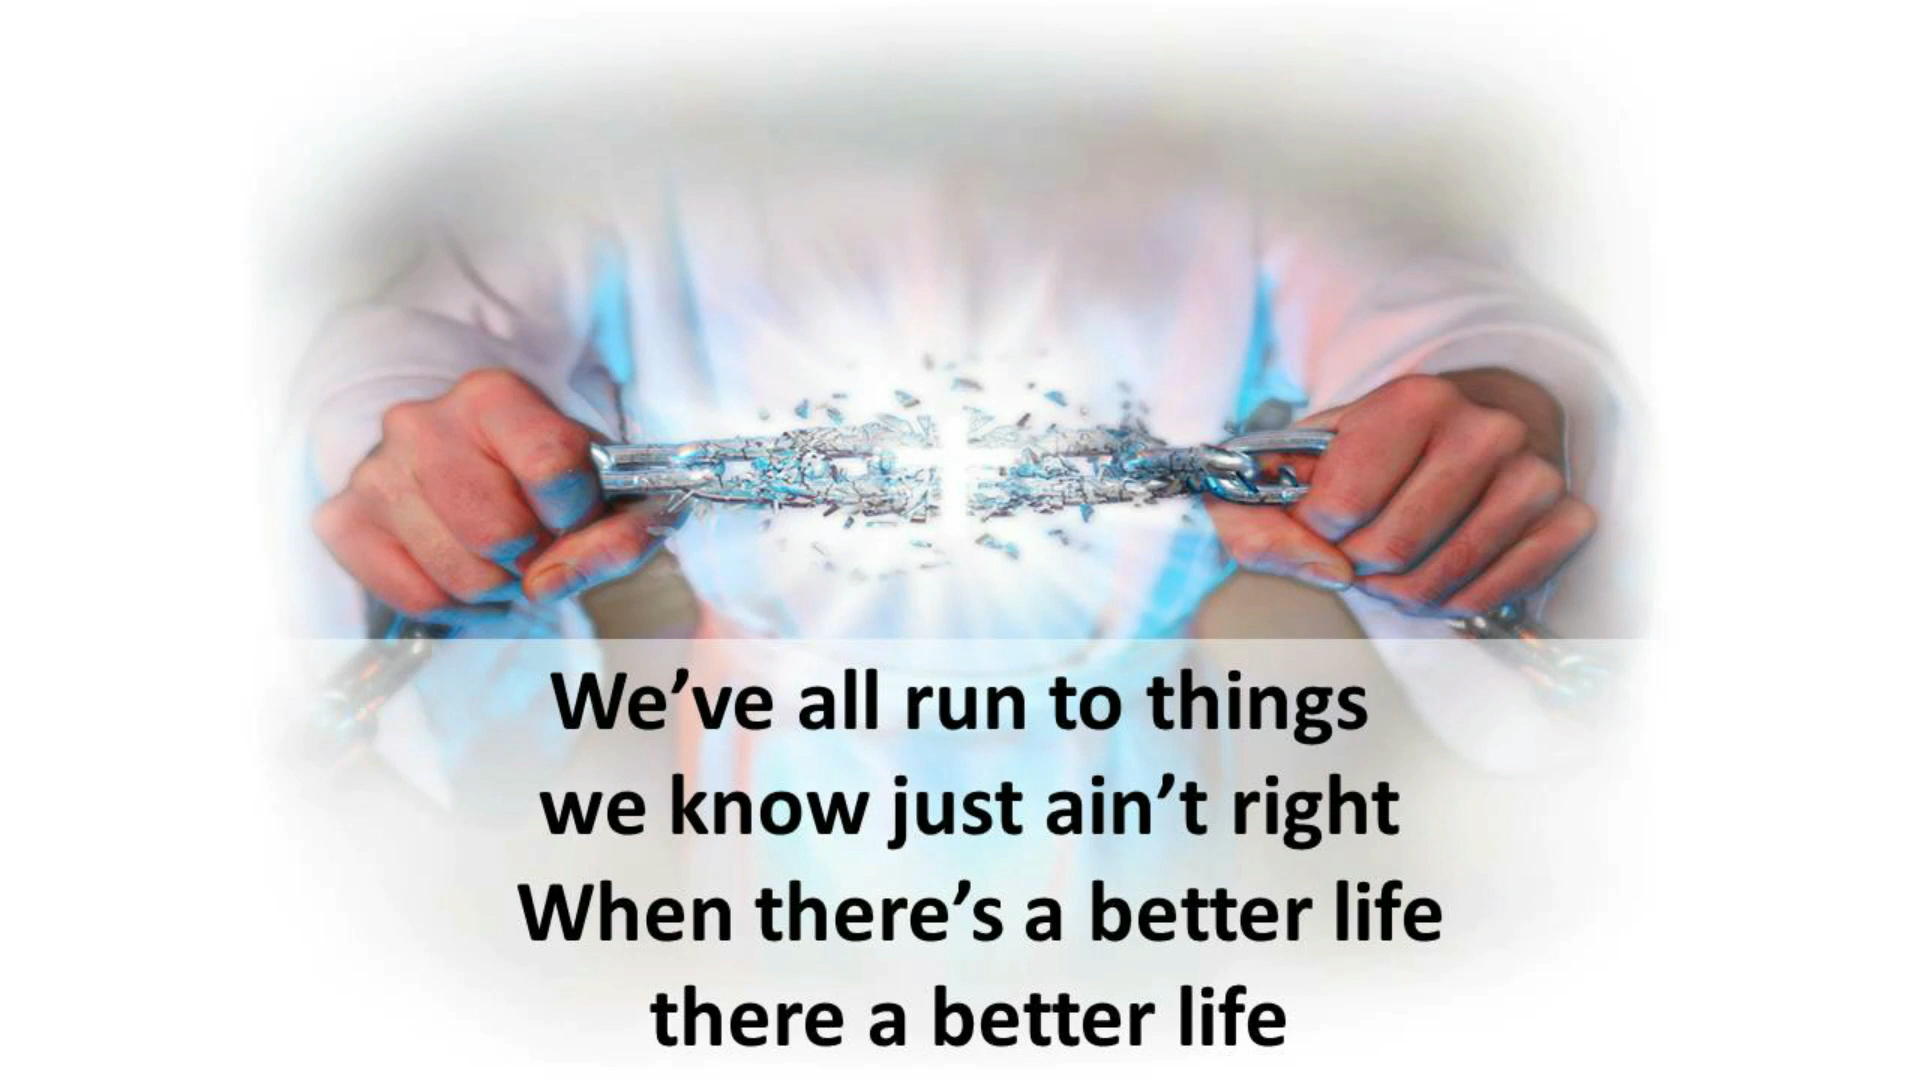 We’ve all run to things
we know just ain’t right
When there’s a better life
there a better life